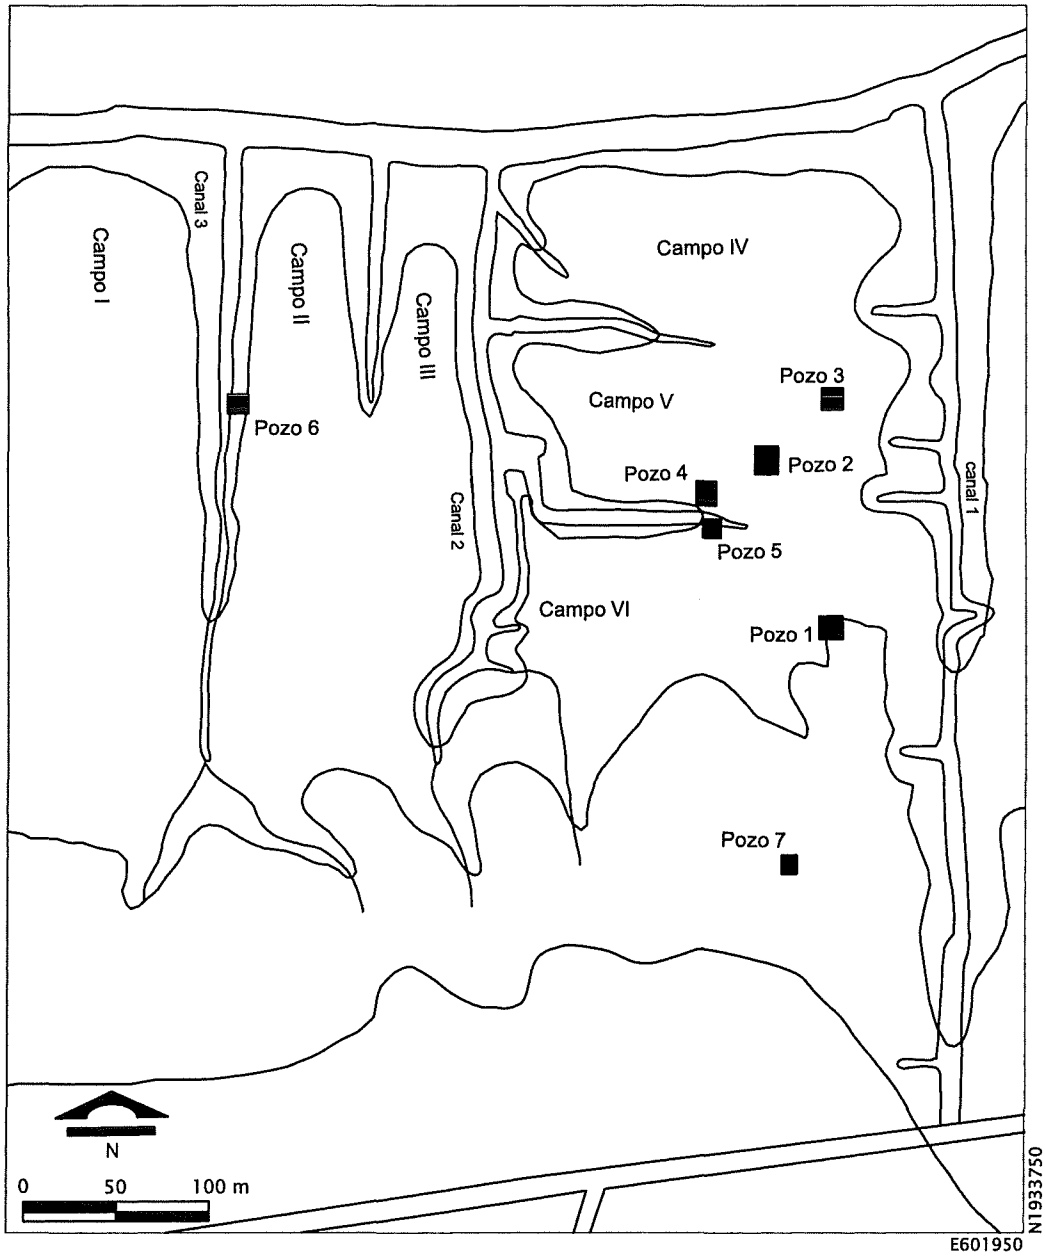 Canal 3
Campo I
Campo II
Campo III
Campo IV
Pozo 3
Campo V
Pozo 6
Pozo 2
Pozo 4
canal 1
Canal 2
Pozo 5
Campo VI
Pozo 1
Pozo 7
N
0 50 100 m
N1933750
E601950